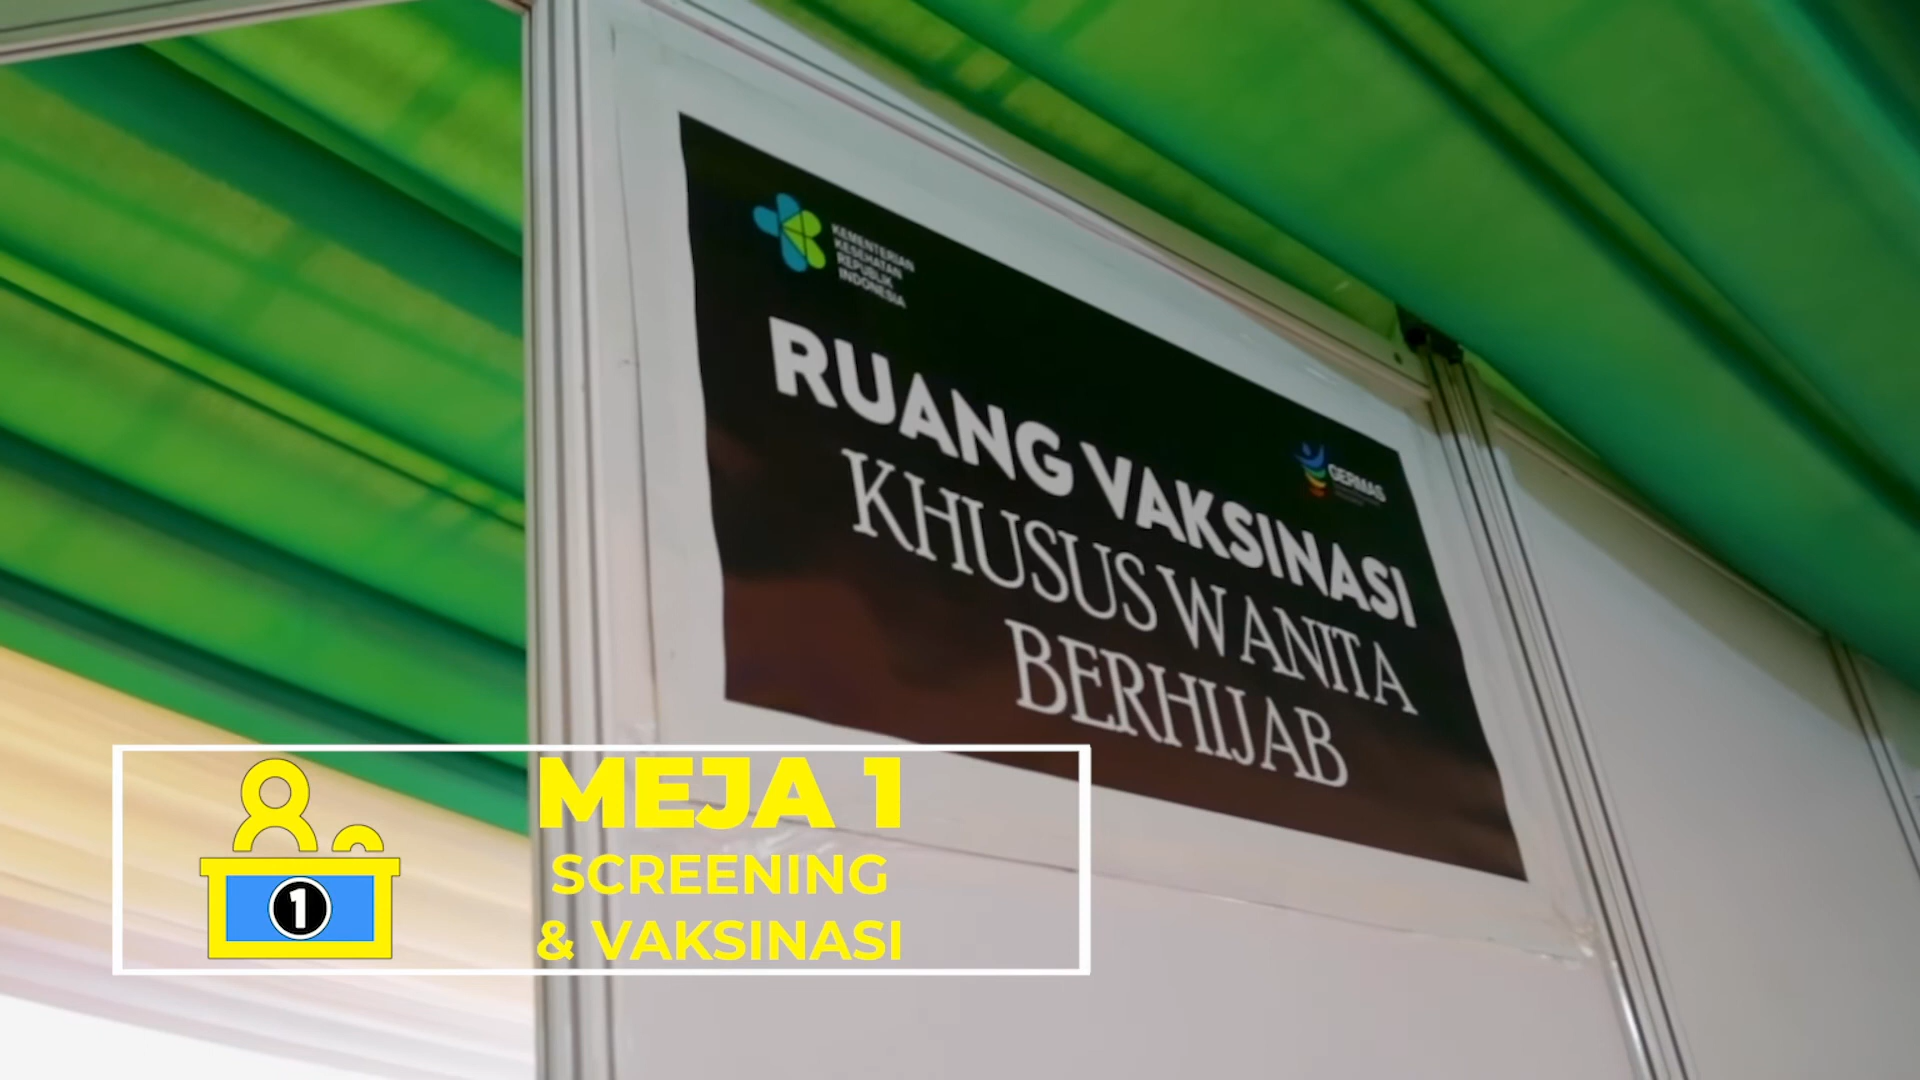 KEMENTERIAN
KESEHATAN
REPUBLIK
INDONESIA
RUANG VAKSINASI
KHUSUS WANITA
BERHIJAB
GERMAS
MEJA 1
SCREENING
& VAKSINASI
1